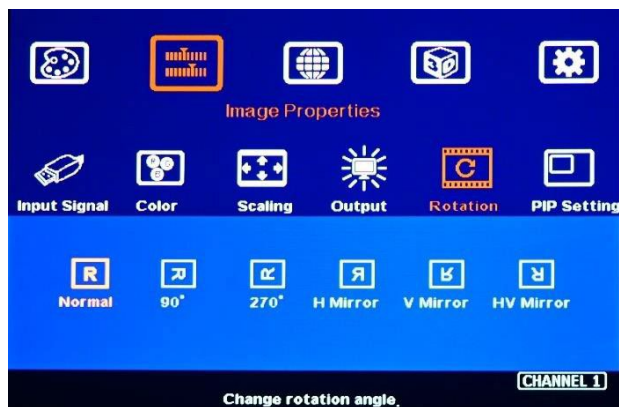 3D
Image Properties
R G B
Input Signal Color Scaling Output Rotation PIP Setting
R R R R R R
Normal 90° 270° H Mirror V Mirror HV Mirror
CHANNEL 1
Change rotation angle.